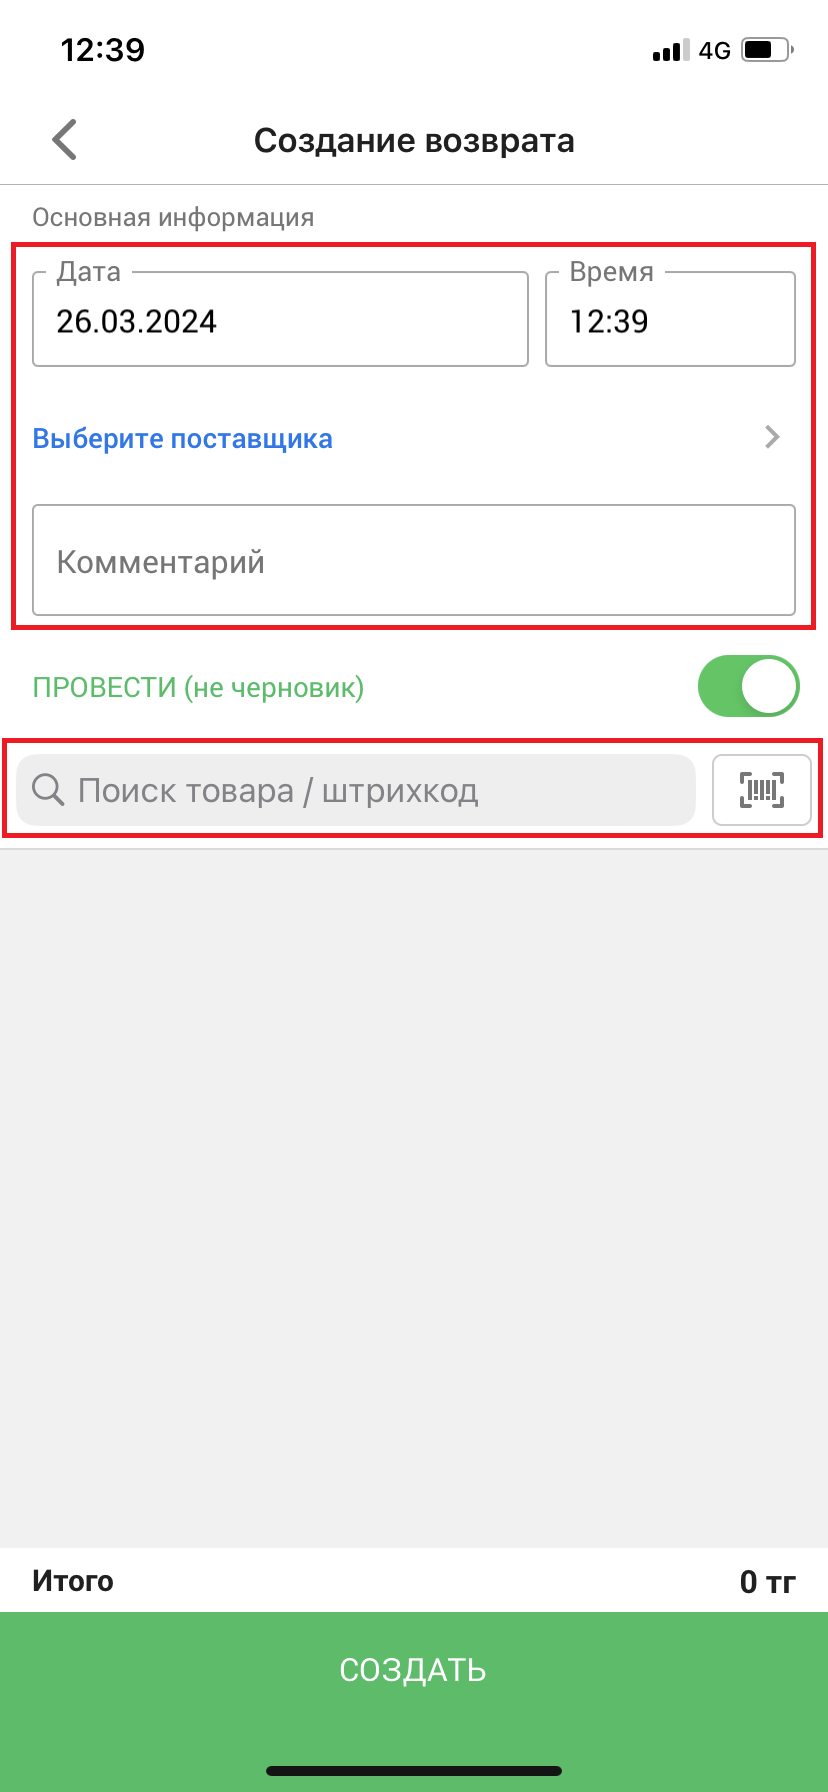 12:39 4G
Создание возврата
Основная информация
Дата Время
26.03.2024 12:39
Выберите поставщика
Комментарий
ПРОВЕСТИ (не черновик)
Поиск товара / штрихкод
Итого 0 тг
СОЗДАТЬ